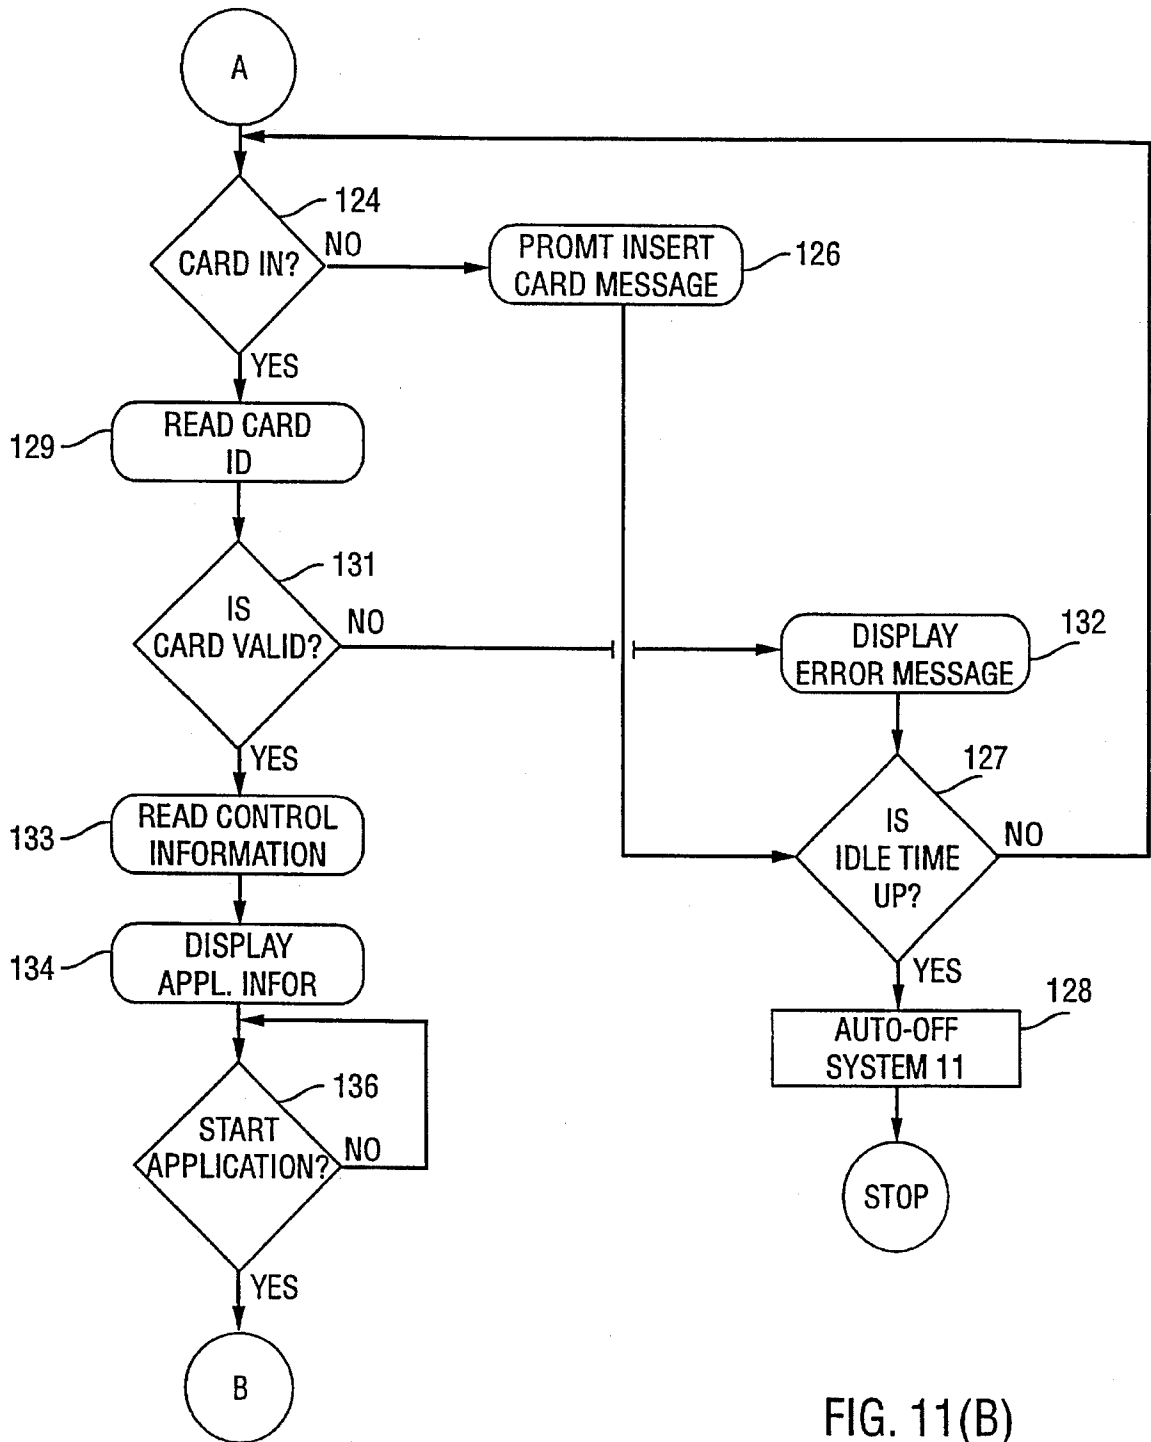 A
124
CARD IN?
NO
PROMT INSERT
CARD MESSAGE
126
YES
129
READ CARD
ID
131
IS
CARD VALID?
NO
DISPLAY
ERROR MESSAGE
132
YES
127
IS
IDLE TIME
UP?
NO
133
READ CONTROL
INFORMATION
134
DISPLAY
APPL. INFOR
YES
128
AUTO-OFF
SYSTEM 11
136
START
APPLICATION?
NO
STOP
YES
B
FIG. 11(B)